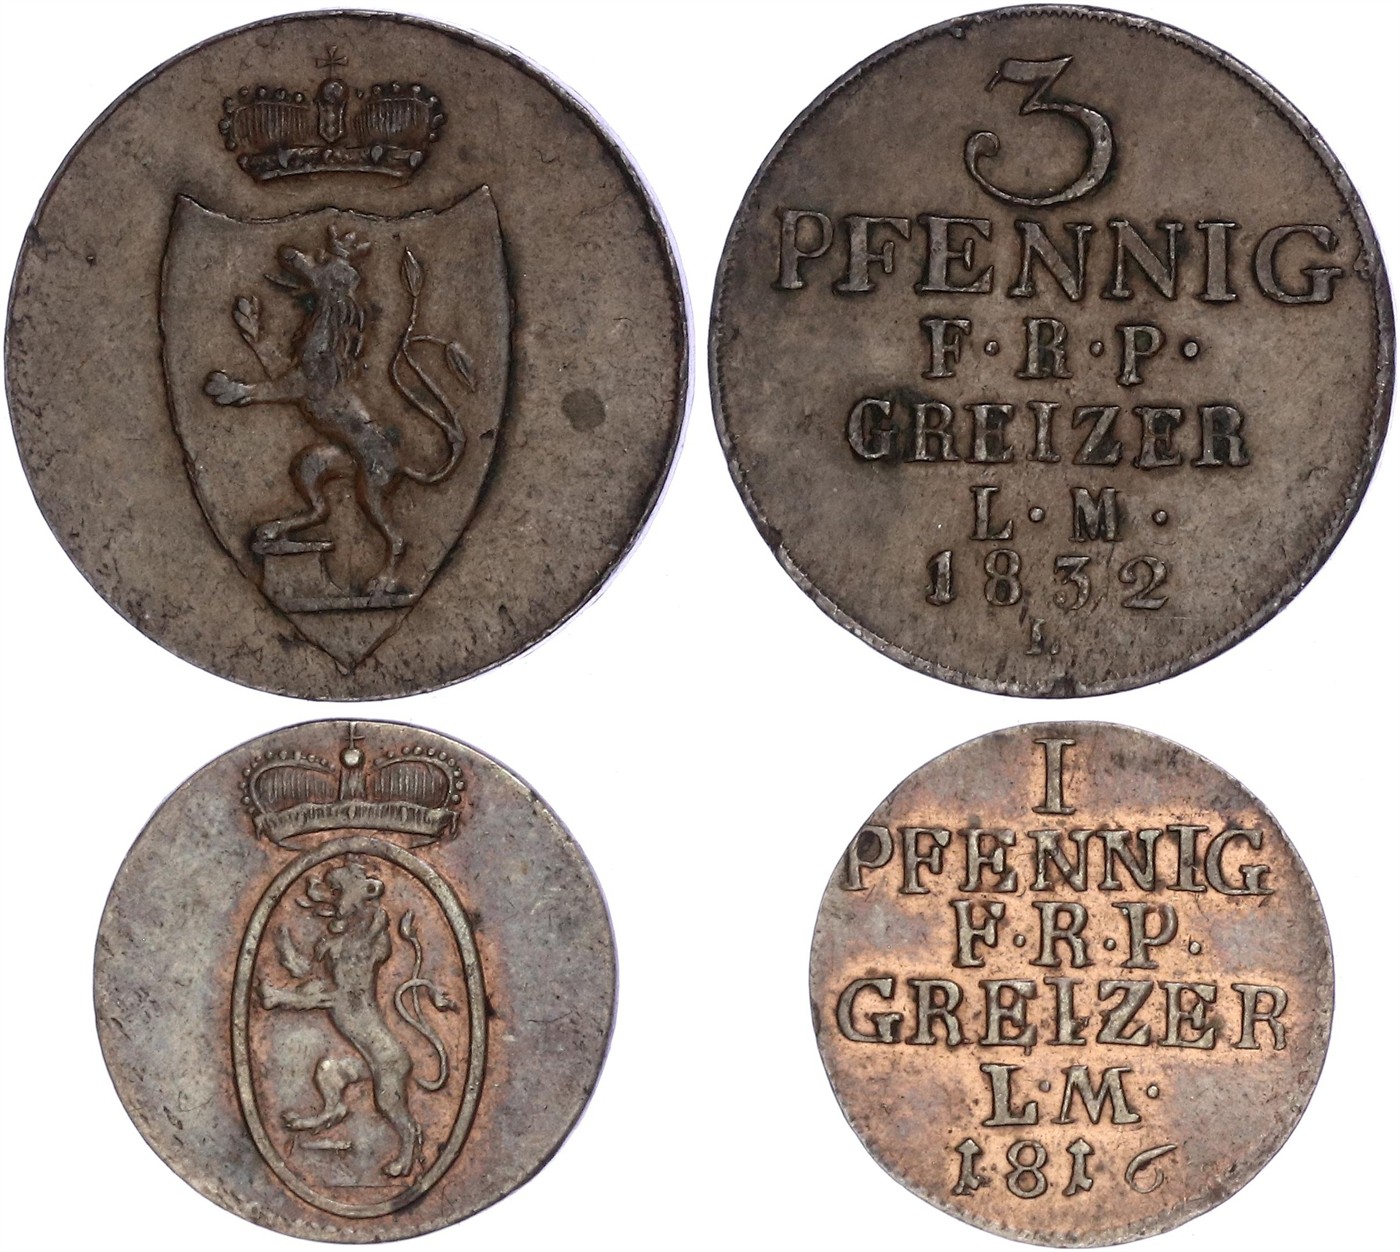 3
PFENNIG
F·R·P·
GREIZER
L·M·
1832
L
I
PFENNIG
F·R·P·
GREIZER
L·M·
1816